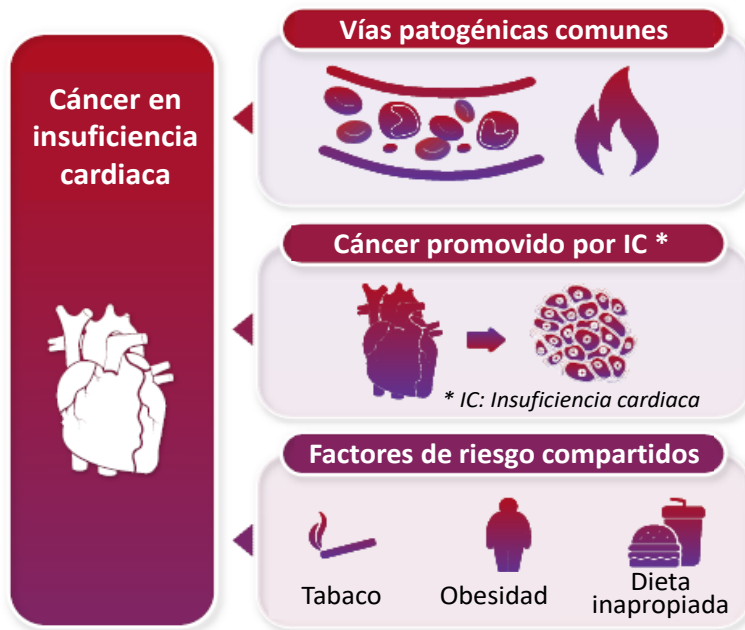 Cáncer en
insuficiencia
cardiaca
Vías patogénicas comunes
Cáncer promovido por IC *
* IC: Insuficiencia cardiaca
Factores de riesgo compartidos
Tabaco
Obesidad
Dieta
inapropiada